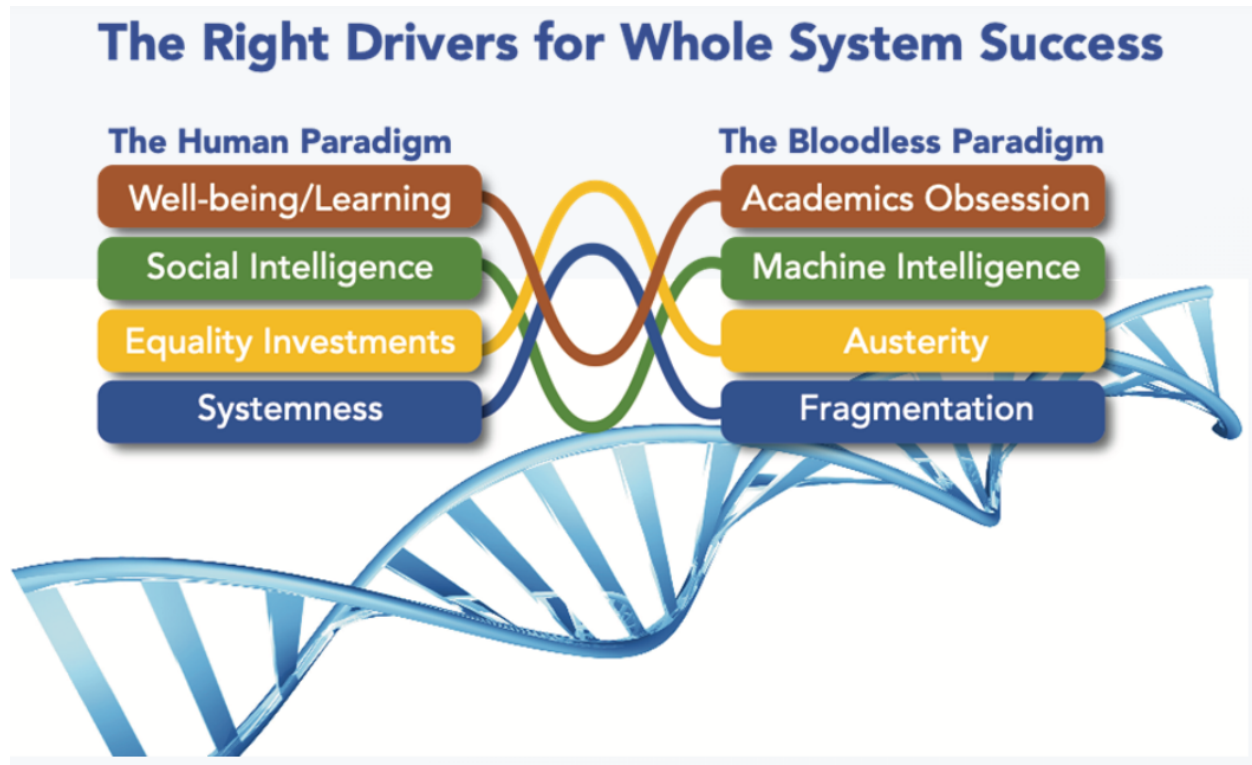 The Right Drivers for Whole System Success
The Human Paradigm
Well-being/Learning
Social Intelligence
Equality Investments
Systemness
The Bloodless Paradigm
Academics Obsession
Machine Intelligence
Austerity
Fragmentation